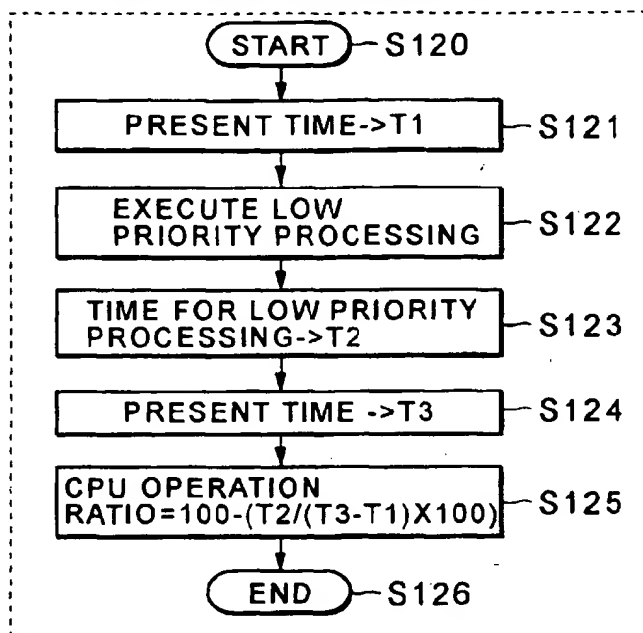 START S120
PRESENT TIME->T1 S121
EXECUTE LOW
PRIORITY PROCESSING S122
TIME FOR LOW PRIORITY
PROCESSING->T2 S123
PRESENT TIME ->T3 S124
CPU OPERATION
RATIO=100-(T2/(T3-T1)X100) S125
END S126